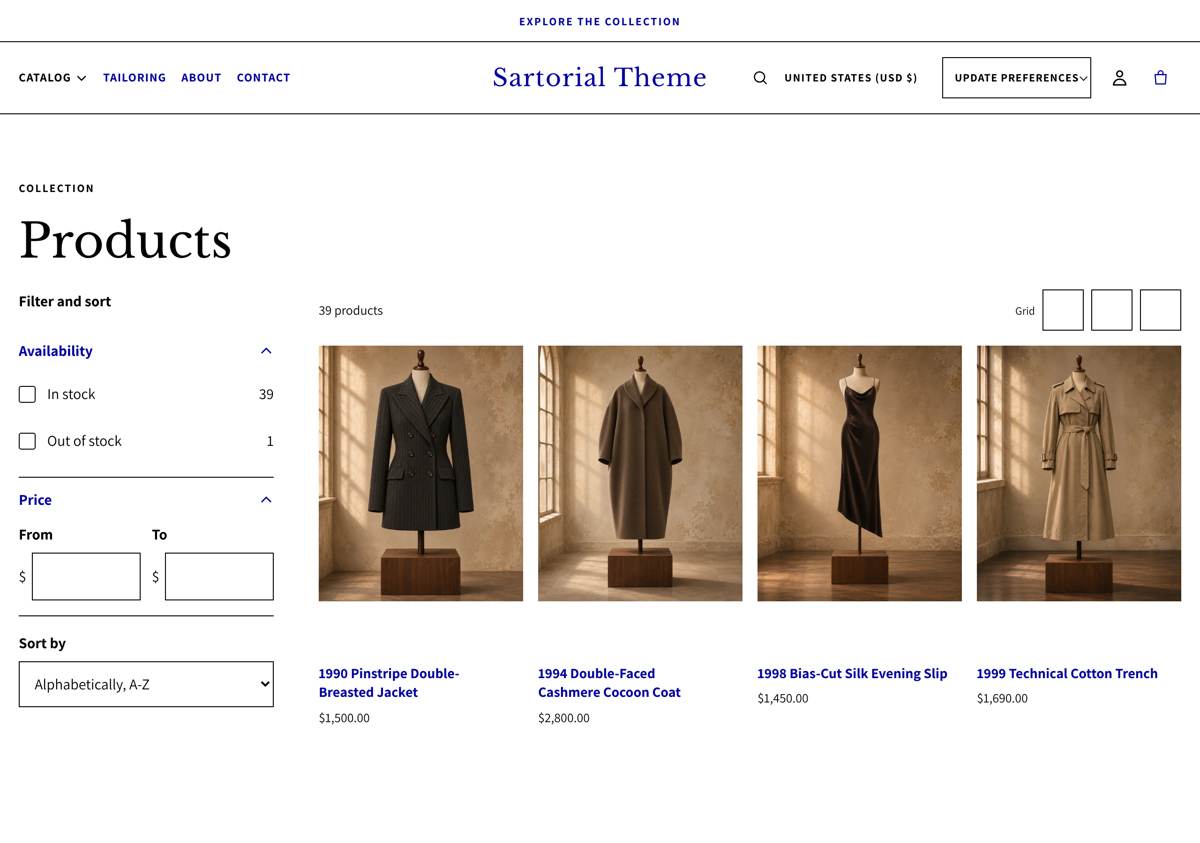 EXPLORE THE COLLECTION
CATALOG TAILORING ABOUT CONTACT
Sartorial Theme
UNITED STATES (USD $)
UPDATE PREFERENCES
COLLECTION
Products
Filter and sort
Availability
In stock 39
Out of stock 1
Price
From To
$ $
Sort by
Alphabetically, A-Z
39 products
Grid
1990 Pinstripe Double-
Breasted Jacket
$1,500.00
1994 Double-Faced
Cashmere Cocoon Coat
$2,800.00
1998 Bias-Cut Silk Evening Slip
$1,450.00
1999 Technical Cotton Trench
$1,690.00